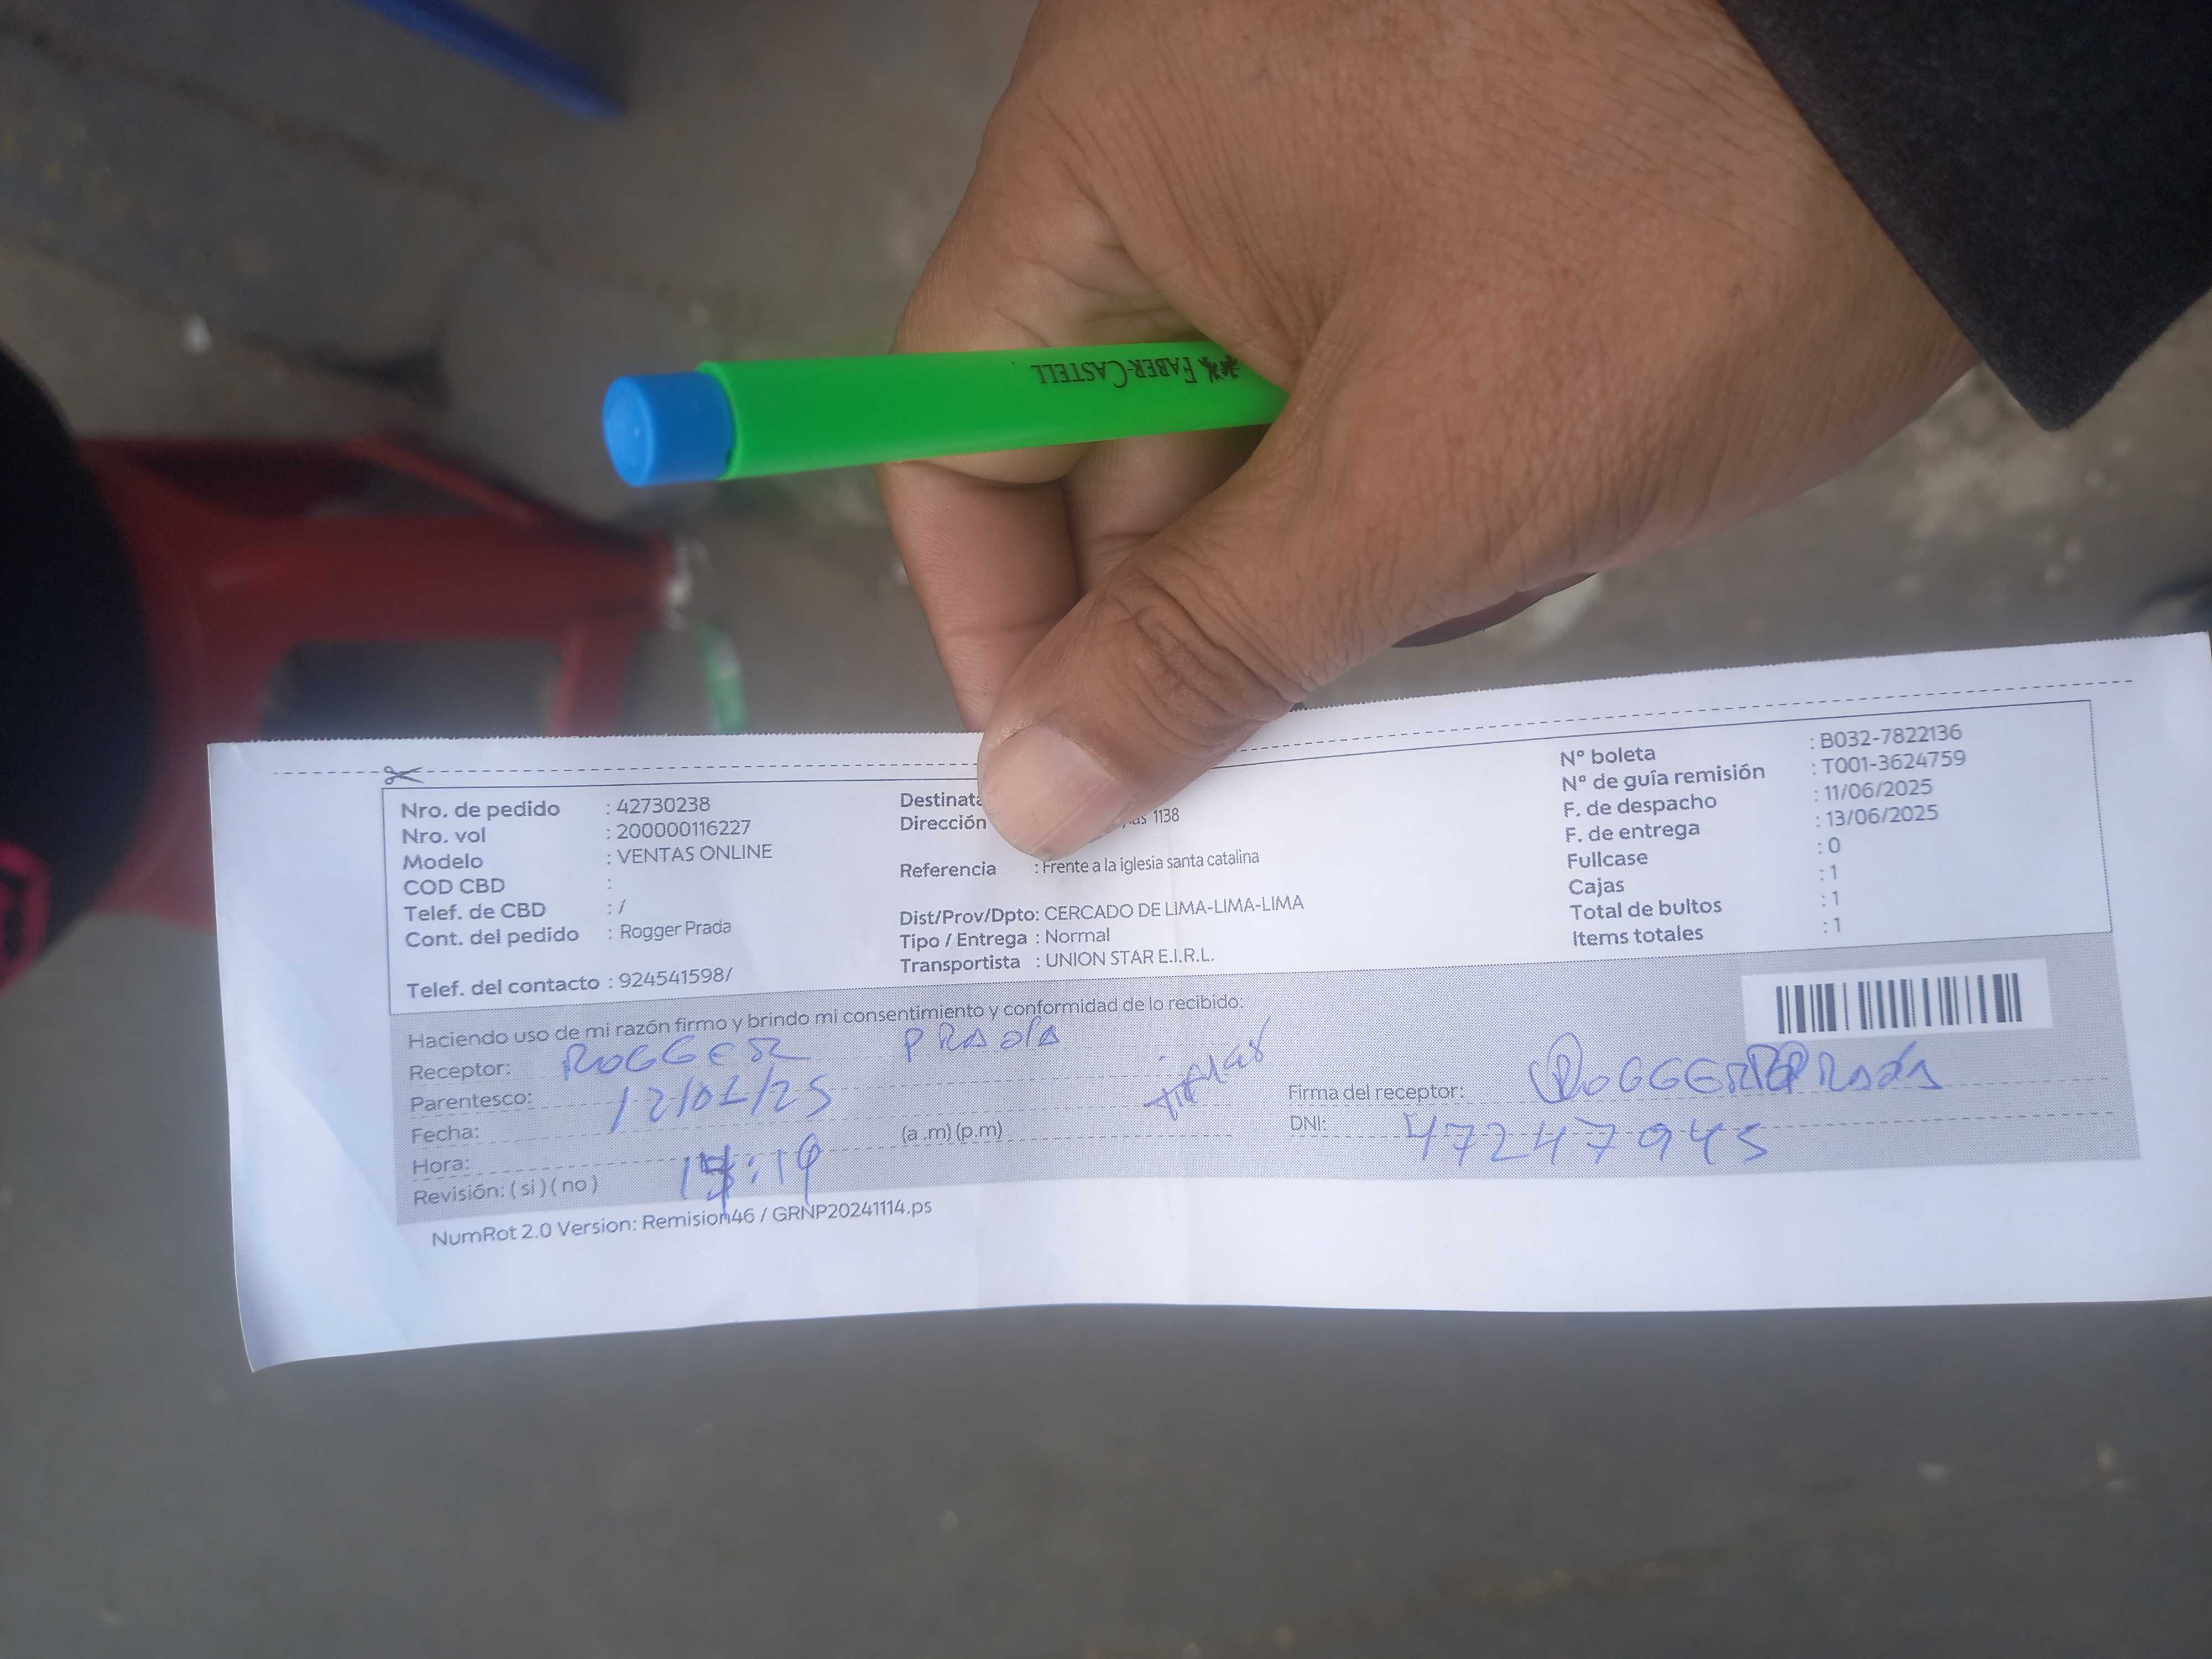 FABER-CASTELL
Nro. de pedido : 42730238
Nro. vol : 200000116227
Modelo : VENTAS ONLINE
COD CBD :
Telef. de CBD : /
Cont. del pedido : Rogger Prada
Telef. del contacto : 924541598/
Dirección 1138
Referencia : Frente a la iglesia santa catalina
Dist/Prov/Dpto: CERCADO DE LIMA-LIMA-LIMA
Tipo / Entrega : Normal
Transportista : UNION STAR E.I.R.L.
Nº boleta : B032-7822136
Nº de guía remisión : T001-3624759
F. de despacho : 11/06/2025
F. de entrega : 13/06/2025
Fullcase : 0
Cajas : 1
Total de bultos : 1
Items totales : 1
Haciendo uso de mi razón firmo y brindo mi consentimiento y conformidad de lo recibido:
Receptor: ROGGER PRADA
Parentesco: titular
Fecha:
Hora: (a .m) (p.m)
Revisión: ( si ) ( no )
Firma del receptor: ROGGER Prada
DNI: 47247945
NumRot 2.0 Version: Remision46 / GRNP20241114.ps